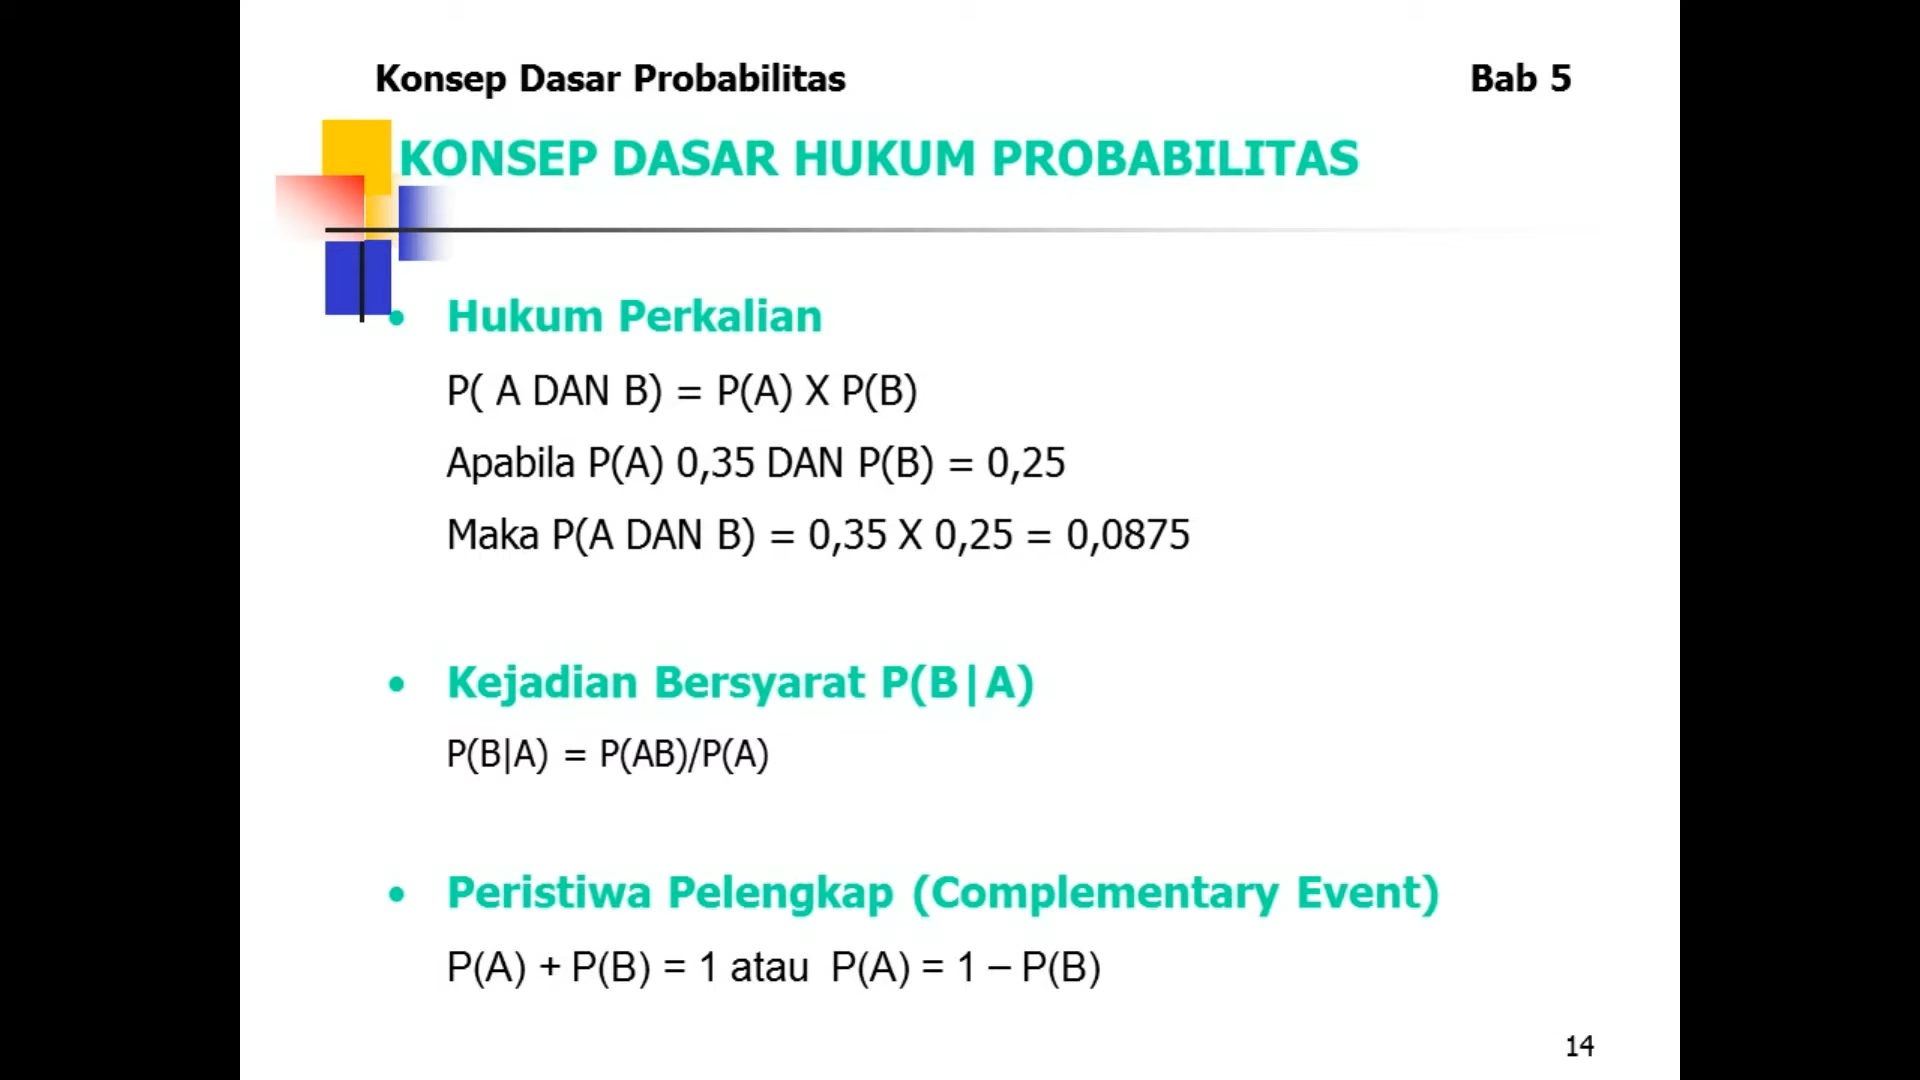 Konsep Dasar Probabilitas
Bab 5
KONSEP DASAR HUKUM PROBABILITAS
• Hukum Perkalian
P( A DAN B) = P(A) X P(B)
Apabila P(A) 0,35 DAN P(B) = 0,25
Maka P(A DAN B) = 0,35 X 0,25 = 0,0875
• Kejadian Bersyarat P(B|A)
P(B|A) = P(AB)/P(A)
• Peristiwa Pelengkap (Complementary Event)
P(A) + P(B) = 1 atau P(A) = 1 – P(B)
14